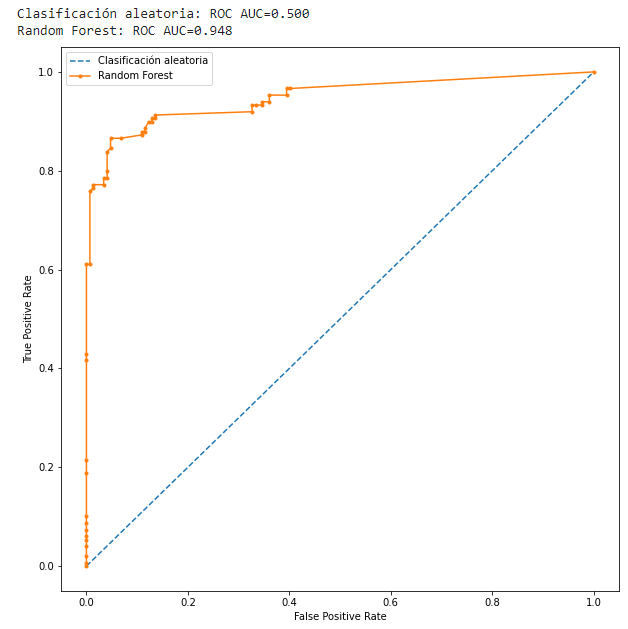 Clasificación aleatoria: ROC AUC=0.500
Random Forest: ROC AUC=0.948
Clasificación aleatoria
Random Forest
1.0
0.8
0.6
0.4
0.2
0.0
True Positive Rate
0.0 0.2 0.4 0.6 0.8 1.0
False Positive Rate